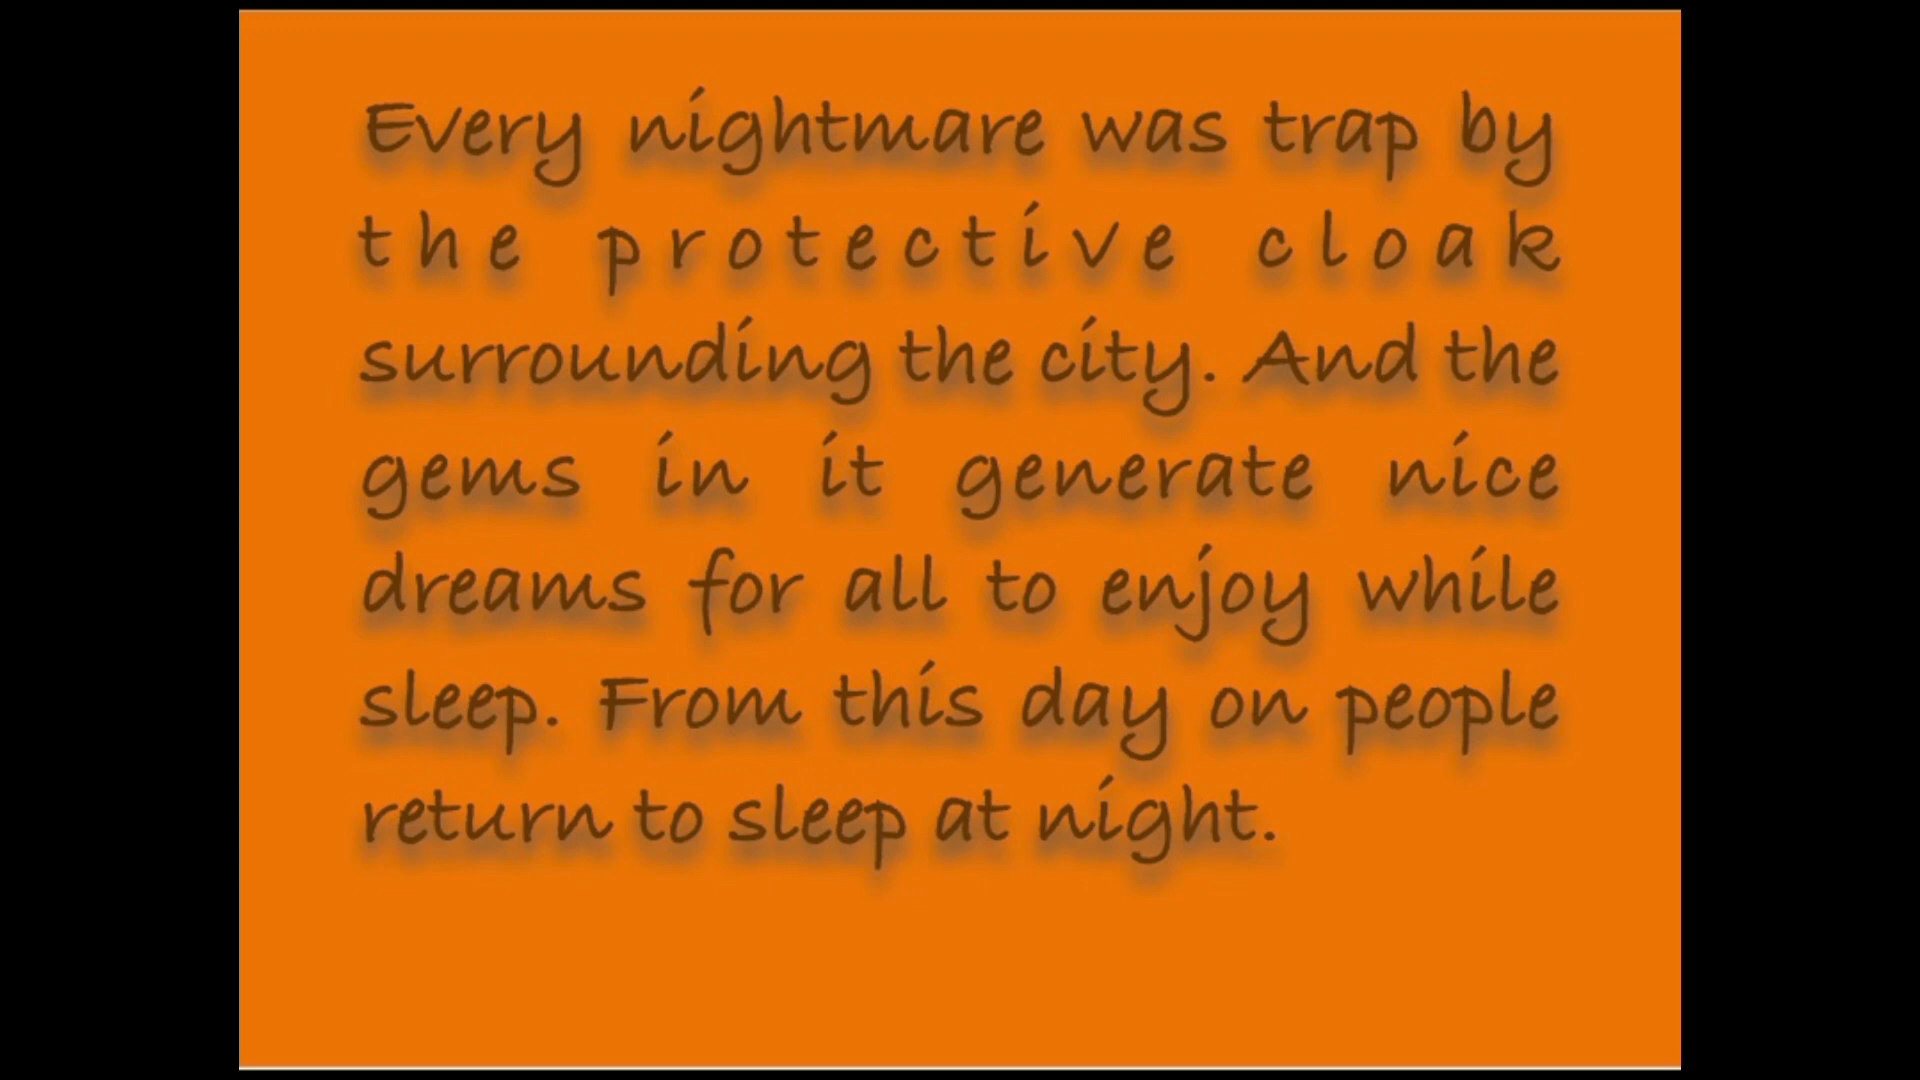 Every nightmare was trap by
the protective cloak
surrounding the city. And the
gems in it generate nice
dreams for all to enjoy while
sleep. From this day on people
return to sleep at night.